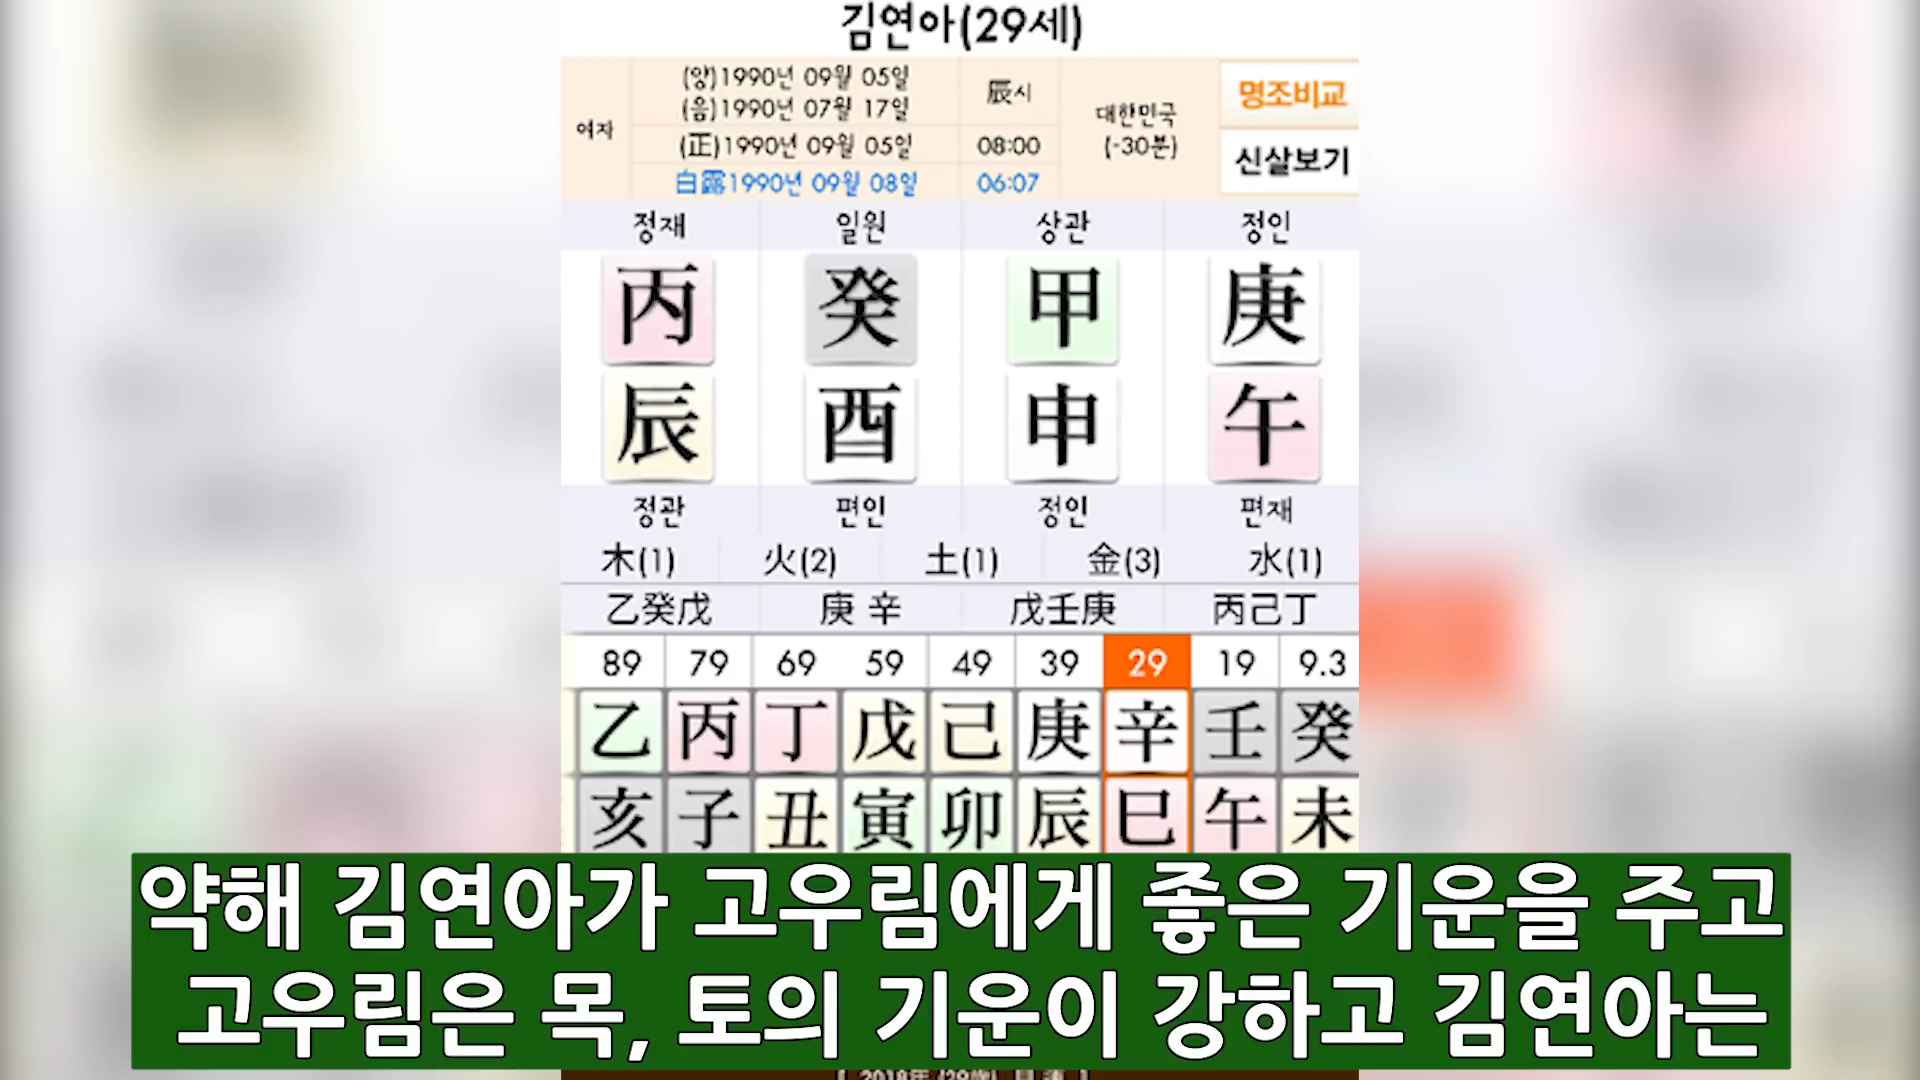 김연아(29세)
여자
(양)1990년 09월 05일
(음)1990년 07월 17일
辰시
(正)1990년 09월 05일 08:00
白露1990년 09월 08일 06:07
대한민국
(-30분)
명조비교
신살보기
정재 일원 상관 정인
丙 癸 甲 庚
辰 酉 申 午
정관 편인 정인 편재
木(1) 火(2) 土(1) 金(3) 水(1)
乙癸戊 庚 辛 戊壬庚 丙己丁
89 79 69 59 49 39 29 19 9.3
乙 丙 丁 戊 己 庚 辛 壬 癸
亥 子 丑 寅 卯 辰 巳 午 未
약해 김연아가 고우림에게 좋은 기운을 주고
고우림은 목, 토의 기운이 강하고 김연아는